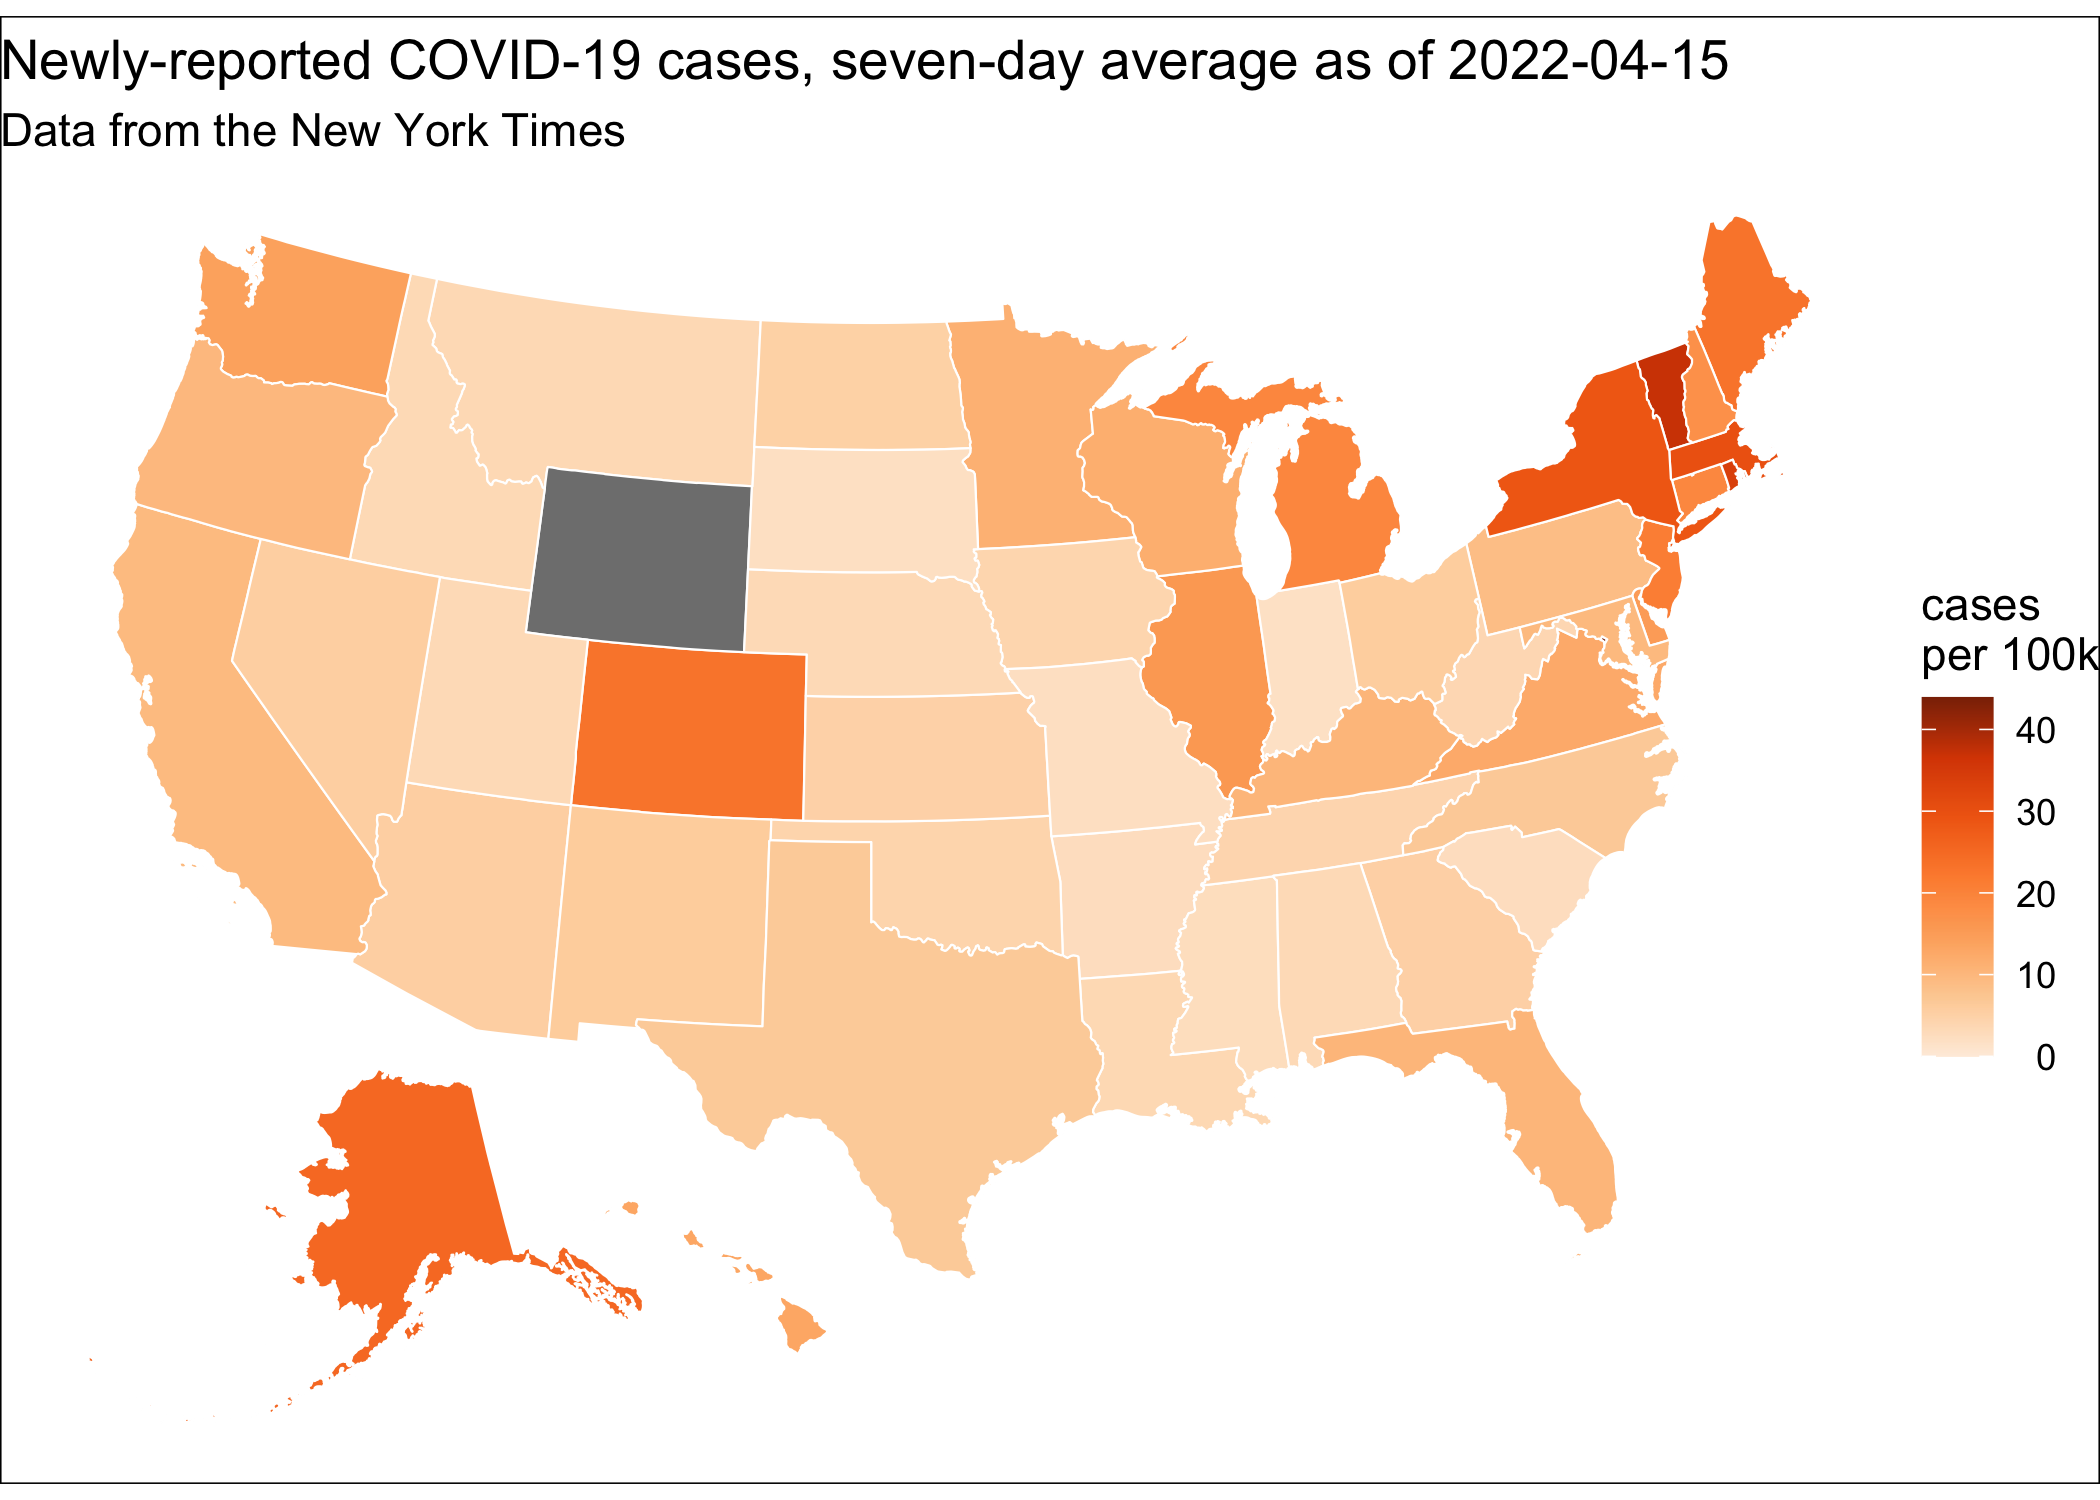 Newly-reported COVID-19 cases, seven-day average as of 2022-04-15
Data from the New York Times
cases
per 100k
40
30
20
10
0